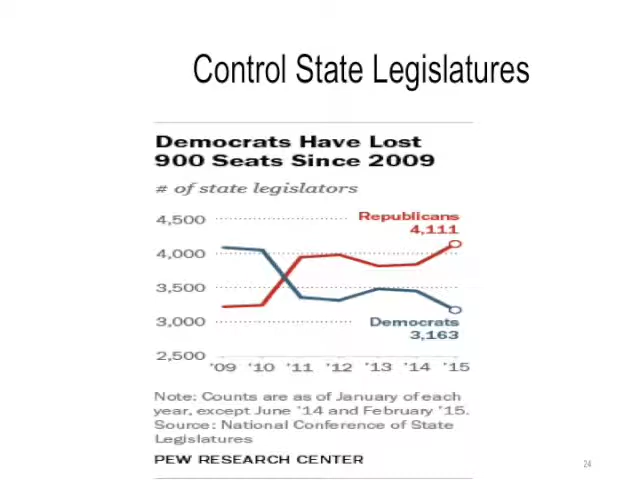 Control State Legislatures
Democrats Have Lost
900 Seats Since 2009
# of state legislators
4,500
Republicans
4,111
4,000
3,500
3,000
Democrats
3,163
2,500
'09 '10 '11 '12 '13 '14 '15
Note: Counts are as of January of each
year, except June '14 and February '15.
Source: National Conference of State
Legislatures
PEW RESEARCH CENTER
24